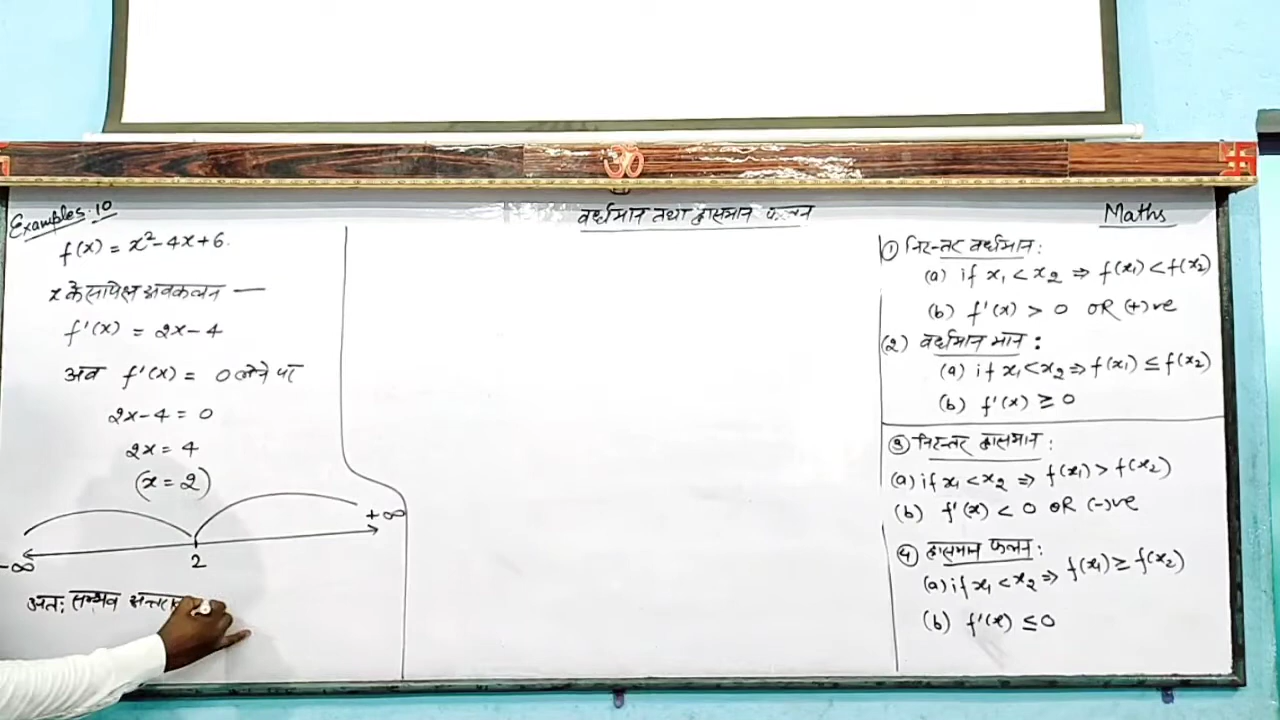 Examples:10
f(x) = x²-4x+6.
x के सापेक्ष अवकलन —
f'(x) = 2x-4
अब f'(x) = 0 लेने पर
2x-4 = 0
2x = 4
(x = 2)
-∞ 2 +∞
अतः सम्भव अन्तराल
वर्धमान तथा ह्रासमान फलन
Maths
① निरन्तर वर्धमान:
(a) if x₁ < x₂ ⇒ f(x₁) < f(x₂)
(b) f'(x) > 0 OR (+)ve
(2) वर्धमान मान:
(a) if x₁ < x₂ ⇒ f(x₁) ≤ f(x₂)
(b) f'(x) ≥ 0
③ निरन्तर ह्रासमान:
(a) if x₁ < x₂ ⇒ f(x₁) > f(x₂)
(b) f'(x) < 0 OR (-)ve
④ ह्रासमान फलन:
(a) if x₁ < x₂ ⇒ f(x₁) ≥ f(x₂)
(b) f'(x) ≤ 0